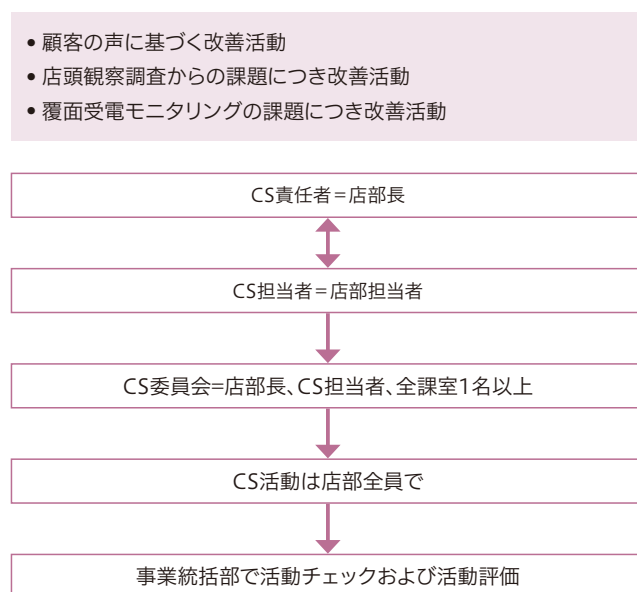 • 顧客の声に基づく改善活動
• 店頭観察調査からの課題につき改善活動
• 覆面受電モニタリングの課題につき改善活動
CS責任者＝店部長
CS担当者＝店部担当者
CS委員会=店部長、CS担当者、全課室1名以上
CS活動は店部全員で
事業統括部で活動チェックおよび活動評価